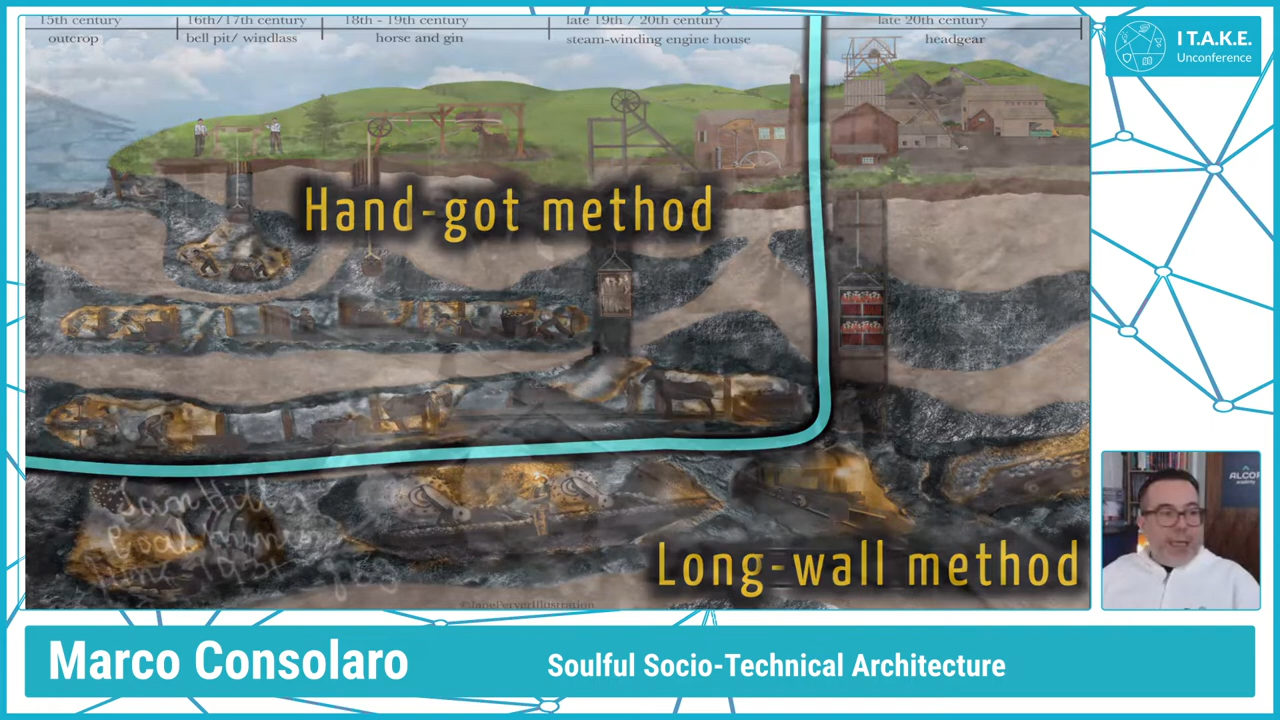 15th century
outcrop
16th/17th century
bell pit/ windlass
18th - 19th century
horse and gin
late 19th / 20th century
steam-winding engine house
late 20th century
headgear
I T.A.K.E.
Unconference
Hand-got method
Long-wall method
©JanePerverIllustration
ALCOR
Marco Consolaro
Soulful Socio-Technical Architecture